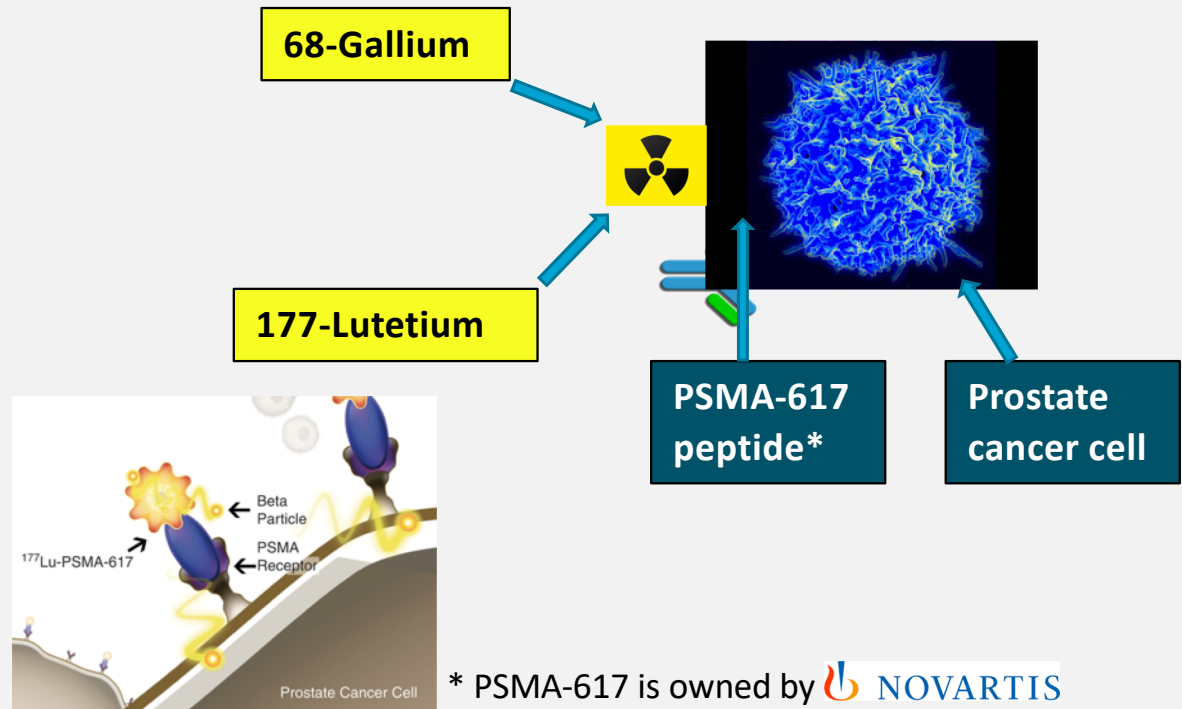 68-Gallium
177-Lutetium
PSMA-617
peptide*
Prostate
cancer cell
Beta
Particle
¹⁷⁷Lu-PSMA-617
PSMA
Receptor
Prostate Cancer Cell
* PSMA-617 is owned by NOVARTIS